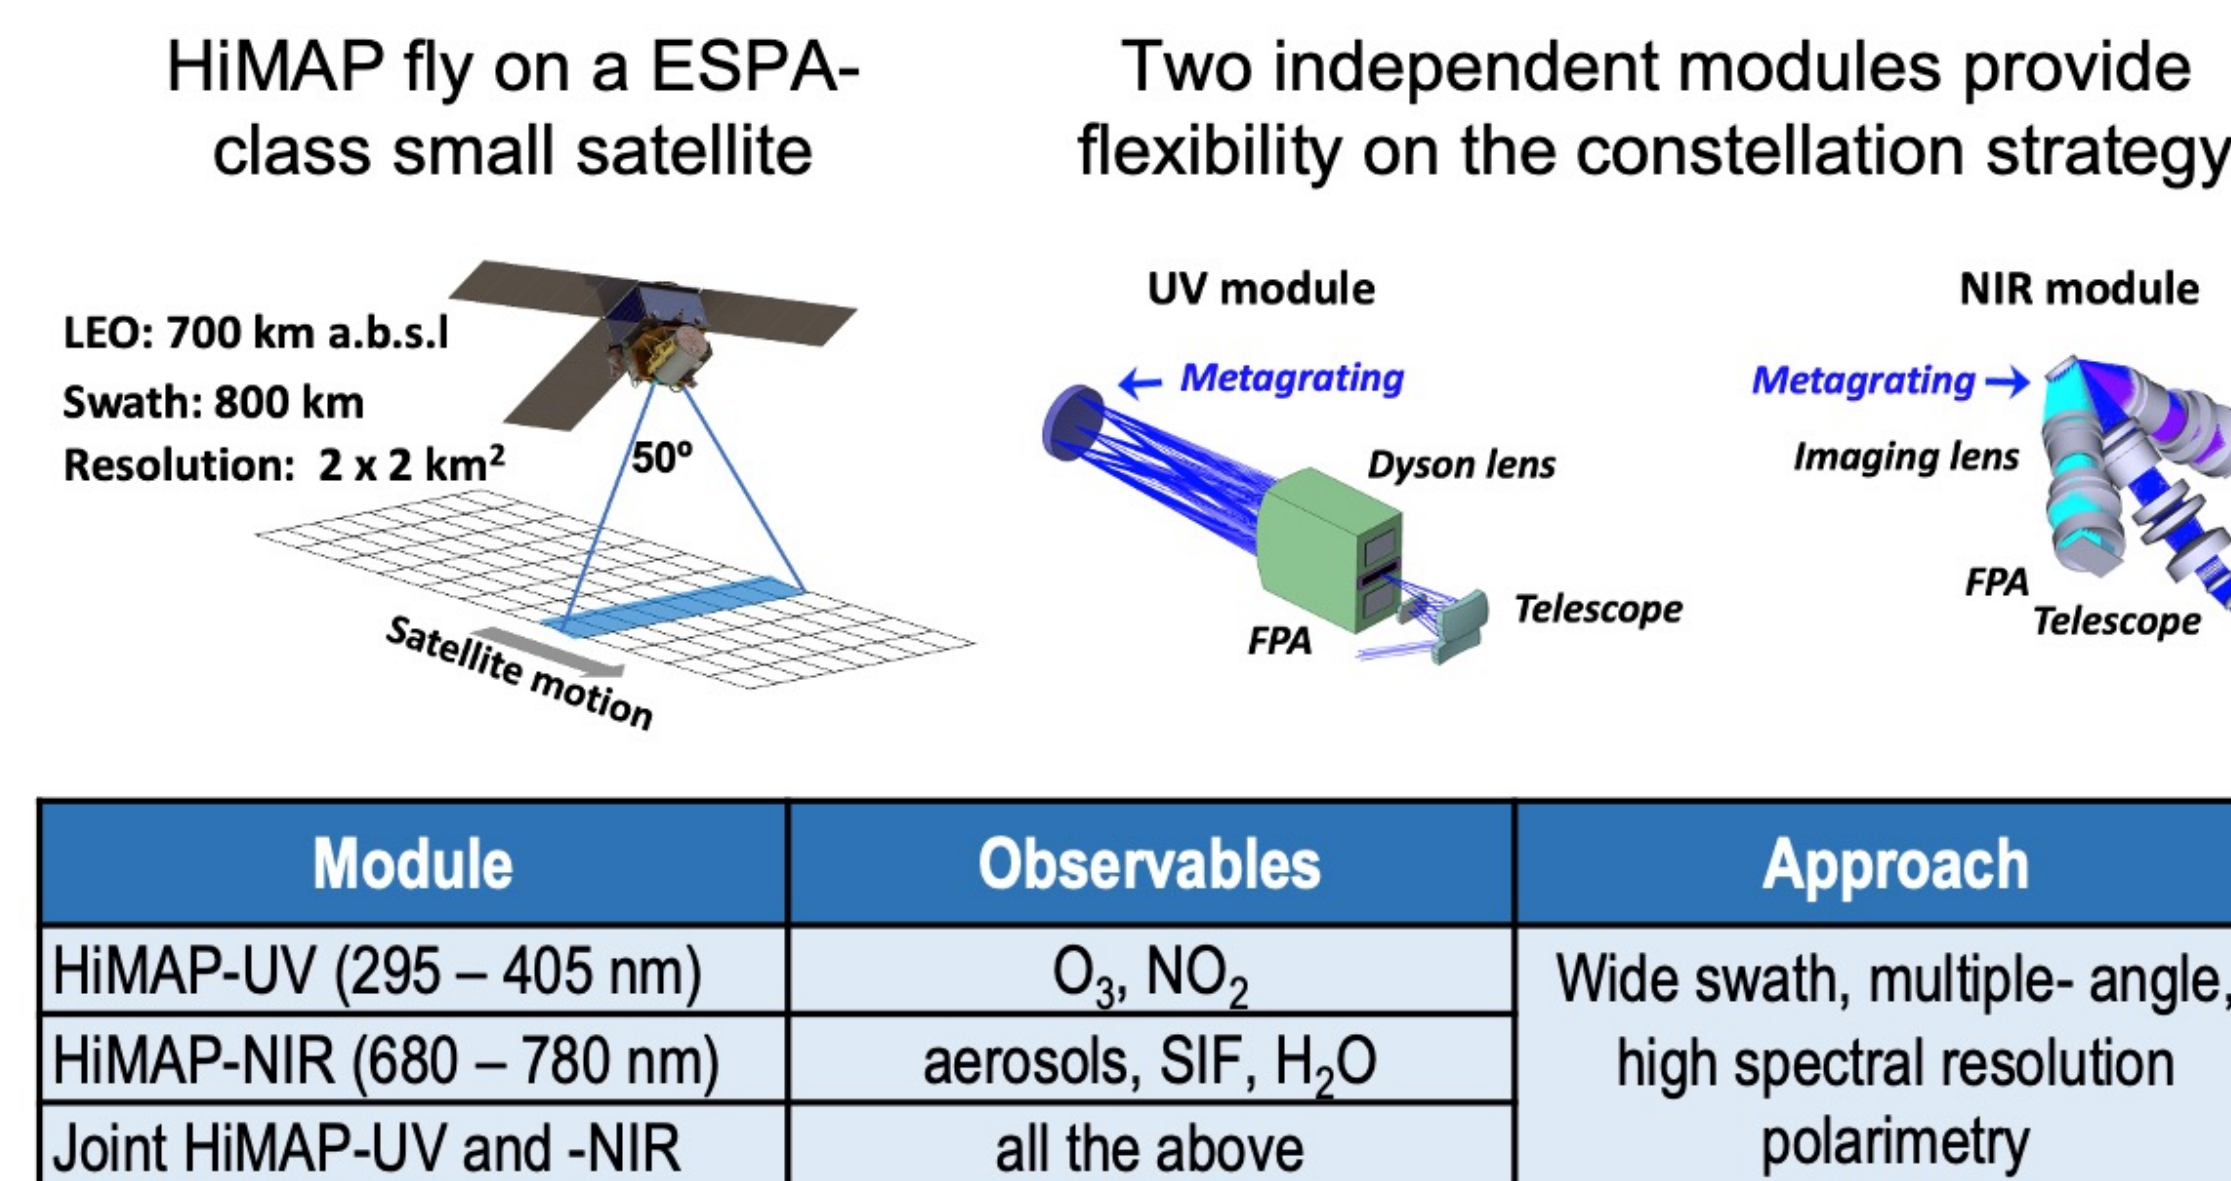 HiMAP fly on a ESPA-
class small satellite
Two independent modules provide
flexibility on the constellation strategy
LEO: 700 km a.b.s.l
Swath: 800 km
Resolution: 2 x 2 km²
50º
Satellite motion
UV module
Metagrating
Dyson lens
Telescope
FPA
NIR module
Metagrating
Imaging lens
FPA
Telescope
Module Observables Approach
HiMAP-UV (295 – 405 nm) O₃, NO₂
HiMAP-NIR (680 – 780 nm) aerosols, SIF, H₂O
Joint HiMAP-UV and -NIR all the above
Wide swath, multiple- angle,
high spectral resolution
polarimetry